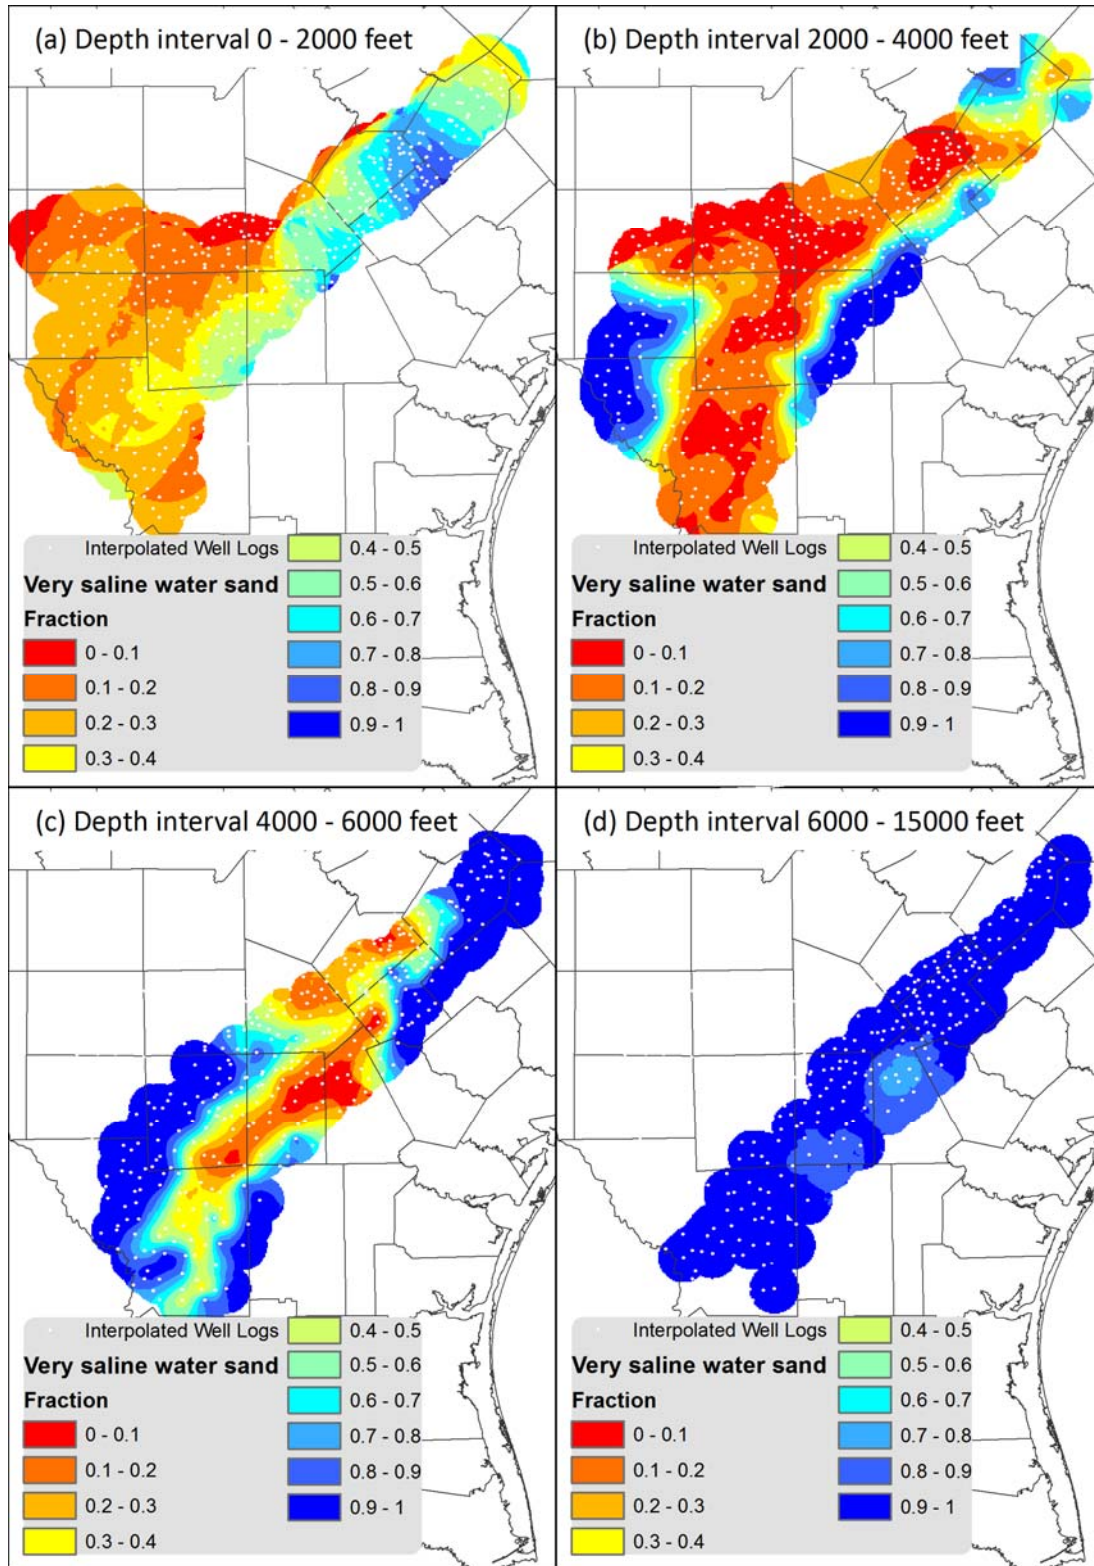 (a) Depth interval 0 - 2000 feet
Interpolated Well Logs
Very saline water sand
Fraction
0 - 0.1
0.1 - 0.2
0.2 - 0.3
0.3 - 0.4
0.4 - 0.5
0.5 - 0.6
0.6 - 0.7
0.7 - 0.8
0.8 - 0.9
0.9 - 1
(b) Depth interval 2000 - 4000 feet
Interpolated Well Logs
Very saline water sand
Fraction
0 - 0.1
0.1 - 0.2
0.2 - 0.3
0.3 - 0.4
0.4 - 0.5
0.5 - 0.6
0.6 - 0.7
0.7 - 0.8
0.8 - 0.9
0.9 - 1
(c) Depth interval 4000 - 6000 feet
Interpolated Well Logs
Very saline water sand
Fraction
0 - 0.1
0.1 - 0.2
0.2 - 0.3
0.3 - 0.4
0.4 - 0.5
0.5 - 0.6
0.6 - 0.7
0.7 - 0.8
0.8 - 0.9
0.9 - 1
(d) Depth interval 6000 - 15000 feet
Interpolated Well Logs
Very saline water sand
Fraction
0 - 0.1
0.1 - 0.2
0.2 - 0.3
0.3 - 0.4
0.4 - 0.5
0.5 - 0.6
0.6 - 0.7
0.7 - 0.8
0.8 - 0.9
0.9 - 1